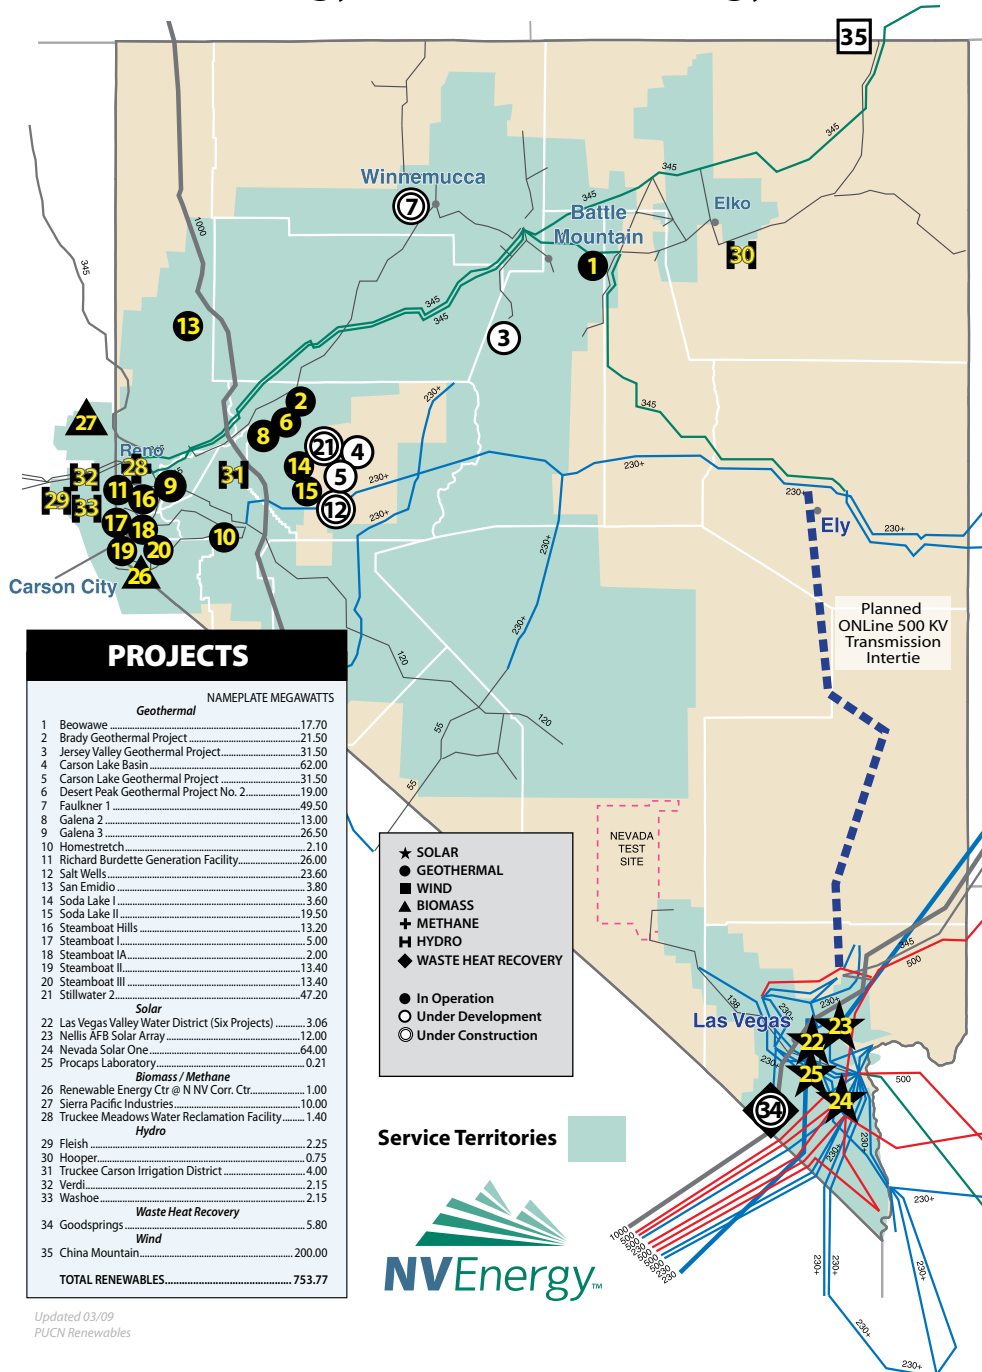 35
345
345
345
Winnemucca
7
Battle
Mountain
Elko
1
30
1000
345
345
345
13
3
345
230+
2
6
8
27
Reno
21
4
28
32
31
14
5
230+
230+
11
16
9
29
33
15
12
230+
230+
Ely
230+
17
18
10
19
20
26
230+
Carson City
230+
Planned
ONLine 500 KV
Transmission
Intertie
120
120
55
55
PROJECTS
NAMEPLATE MEGAWATTS
Geothermal
1 Beowawe 17.70
2 Brady Geothermal Project 21.50
3 Jersey Valley Geothermal Project 31.50
4 Carson Lake Basin 62.00
5 Carson Lake Geothermal Project 31.50
6 Desert Peak Geothermal Project No. 2 19.00
7 Faulkner 1 49.50
8 Galena 2 13.00
9 Galena 3 26.50
10 Homestretch 2.10
11 Richard Burdette Generation Facility 26.00
12 Salt Wells 23.60
13 San Emidio 3.80
14 Soda Lake I 3.60
15 Soda Lake II 19.50
16 Steamboat Hills 13.20
17 Steamboat I 5.00
18 Steamboat IA 2.00
19 Steamboat II 13.40
20 Steamboat III 13.40
21 Stillwater 2 47.20
Solar
22 Las Vegas Valley Water District (Six Projects) 3.06
23 Nellis AFB Solar Array 12.00
24 Nevada Solar One 64.00
25 Procaps Laboratory 0.21
Biomass / Methane
26 Renewable Energy Ctr @ N NV Corr. Ctr. 1.00
27 Sierra Pacific Industries 10.00
28 Truckee Meadows Water Reclamation Facility 1.40
Hydro
29 Fleish 2.25
30 Hooper 0.75
31 Truckee Carson Irrigation District 4.00
32 Verdi 2.15
33 Washoe 2.15
Waste Heat Recovery
34 Goodsprings 5.80
Wind
35 China Mountain 200.00
TOTAL RENEWABLES 753.77
Updated 03/09
PUCN Renewables
NEVADA
TEST
SITE
SOLAR
GEOTHERMAL
WIND
BIOMASS
METHANE
HYDRO
WASTE HEAT RECOVERY
In Operation
Under Development
Under Construction
Service Territories
NVEnergy™
345
500
138
230+
230+
Las Vegas
23
22
230+
25
24
34
500
230+
230+
230+
1000
230+
230+
230+
230+
230+